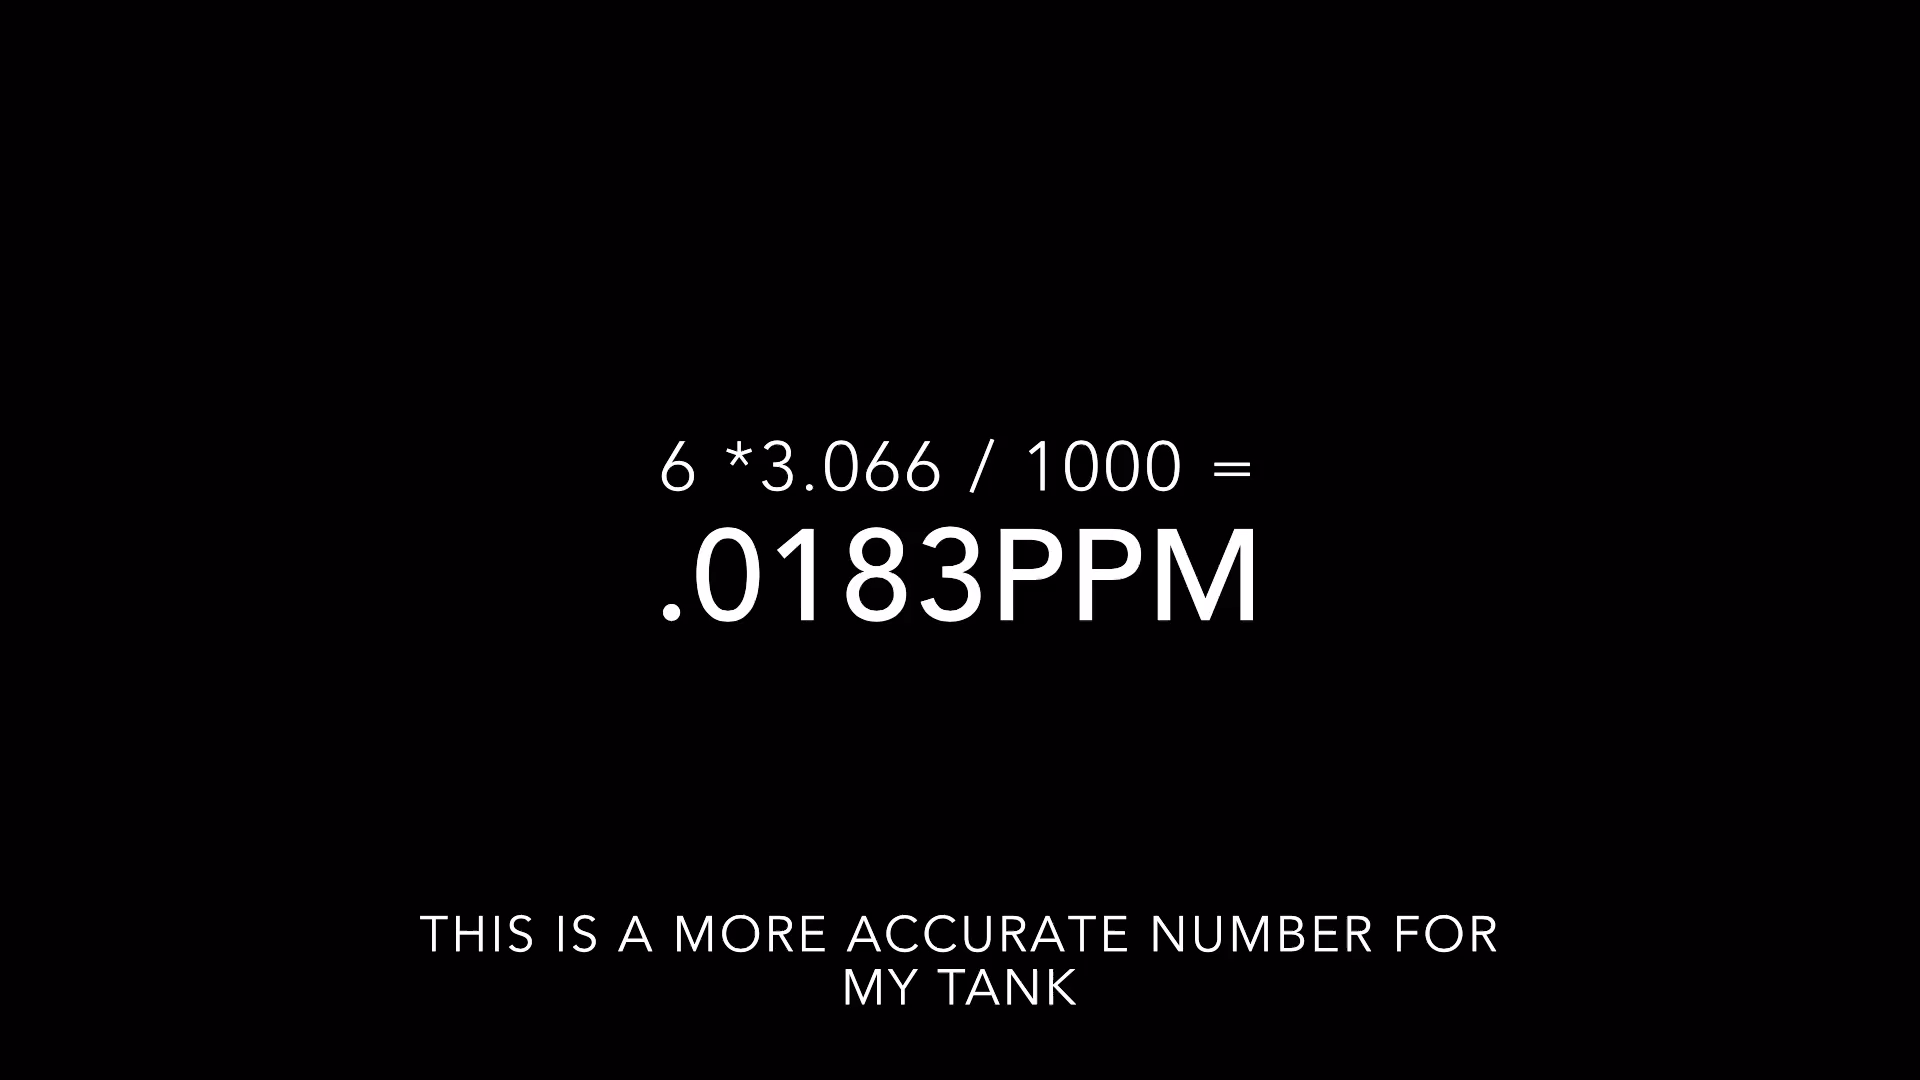 6 *3.066 / 1000 =
.0183PPM
THIS IS A MORE ACCURATE NUMBER FOR
MY TANK